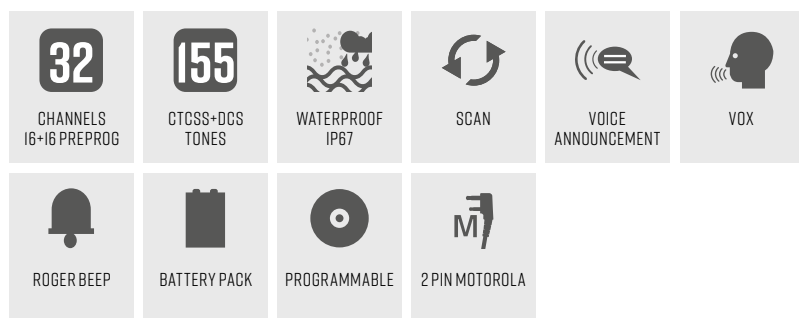 32
CHANNELS
16+16 PREPROG
155
CTCSS+DCS
TONES
WATERPROOF
IP67
SCAN
VOICE
ANNOUNCEMENT
VOX
ROGER BEEP
BATTERY PACK
PROGRAMMABLE
M
2 PIN MOTOROLA